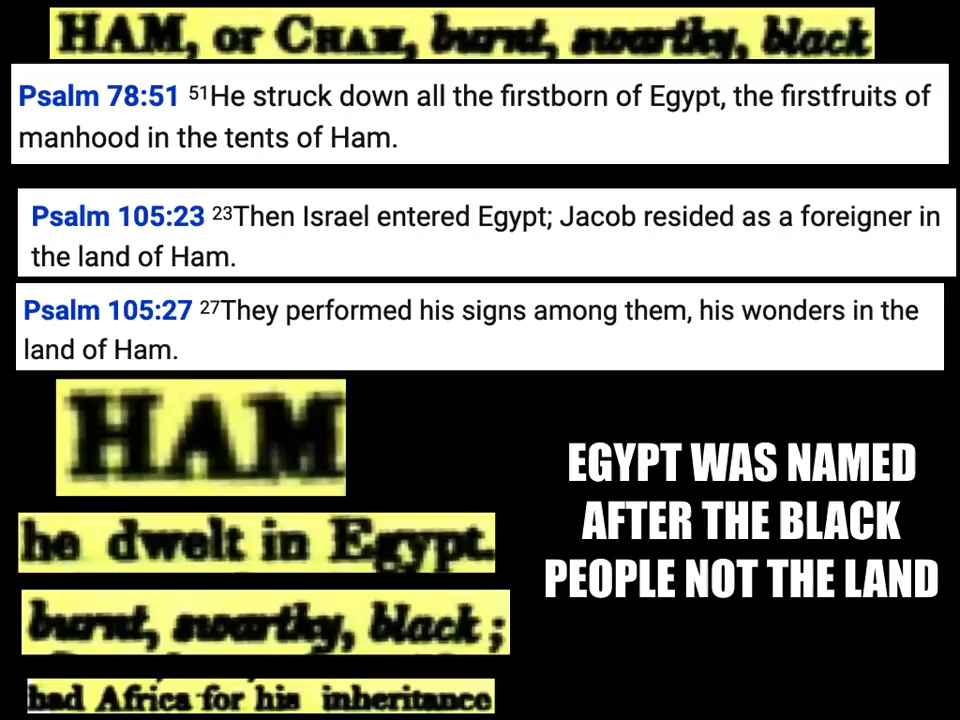 HAM, or CHAM, burnt, swarthy, black
Psalm 78:51 51He struck down all the firstborn of Egypt, the firstfruits of
manhood in the tents of Ham.
Psalm 105:23 23Then Israel entered Egypt; Jacob resided as a foreigner in
the land of Ham.
Psalm 105:27 27They performed his signs among them, his wonders in the
land of Ham.
HAM
he dwelt in Egypt.
burnt, swarthy, black;
had Africa for his inheritance
EGYPT WAS NAMED
AFTER THE BLACK
PEOPLE NOT THE LAND